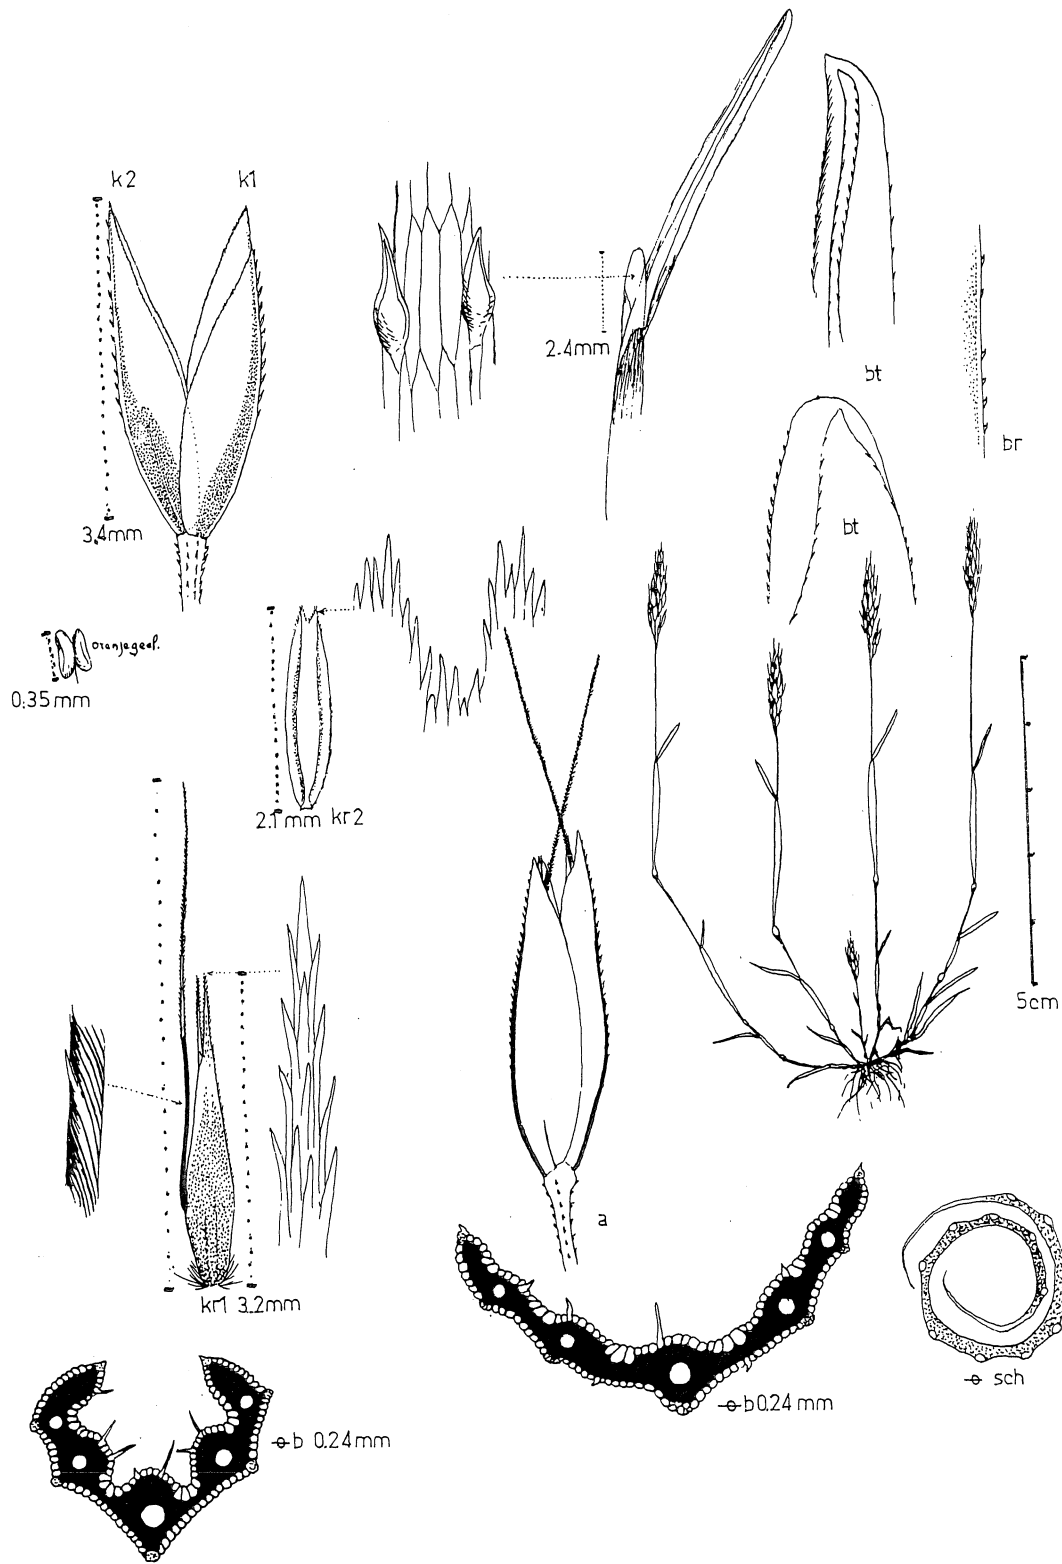 k2
k1
2.4mm
bt
br
3.4mm
bt
oranjegeel.
0.35mm
2.1mm kr2
5cm
a
kr1 3.2mm
sch
b 0.24mm
b 0.24mm